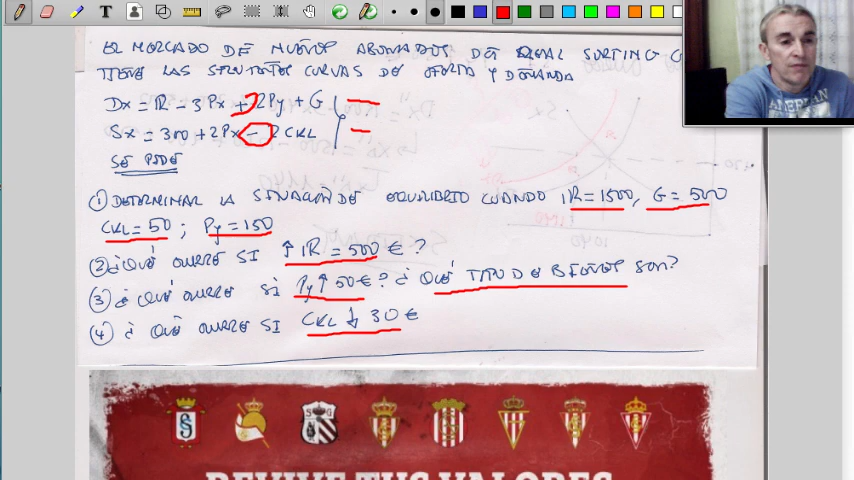 EL MERCADO DE NUEVOS ABONADOS DEL REAL SPORTING
TIENE LAS SIGUIENTES CURVAS DE OFERTA Y DEMANDA
Dx = R - 3Px + 2Py + G
Sx = 300 + 2Px - 2CKL
SE PIDE
① DETERMINAR LA SITUACIÓN DE EQUILIBRIO CUANDO R=1500, G=500
CKL=50; Py=150
② ¿QUÉ OCURRE SI ↑R=500€?
③ ¿QUÉ OCURRE SI Py↑50€? ¿QUÉ TIPO DE BIENES SON?
④ ¿QUÉ OCURRE SI CKL↓30€
REVIVE TUS VALORES